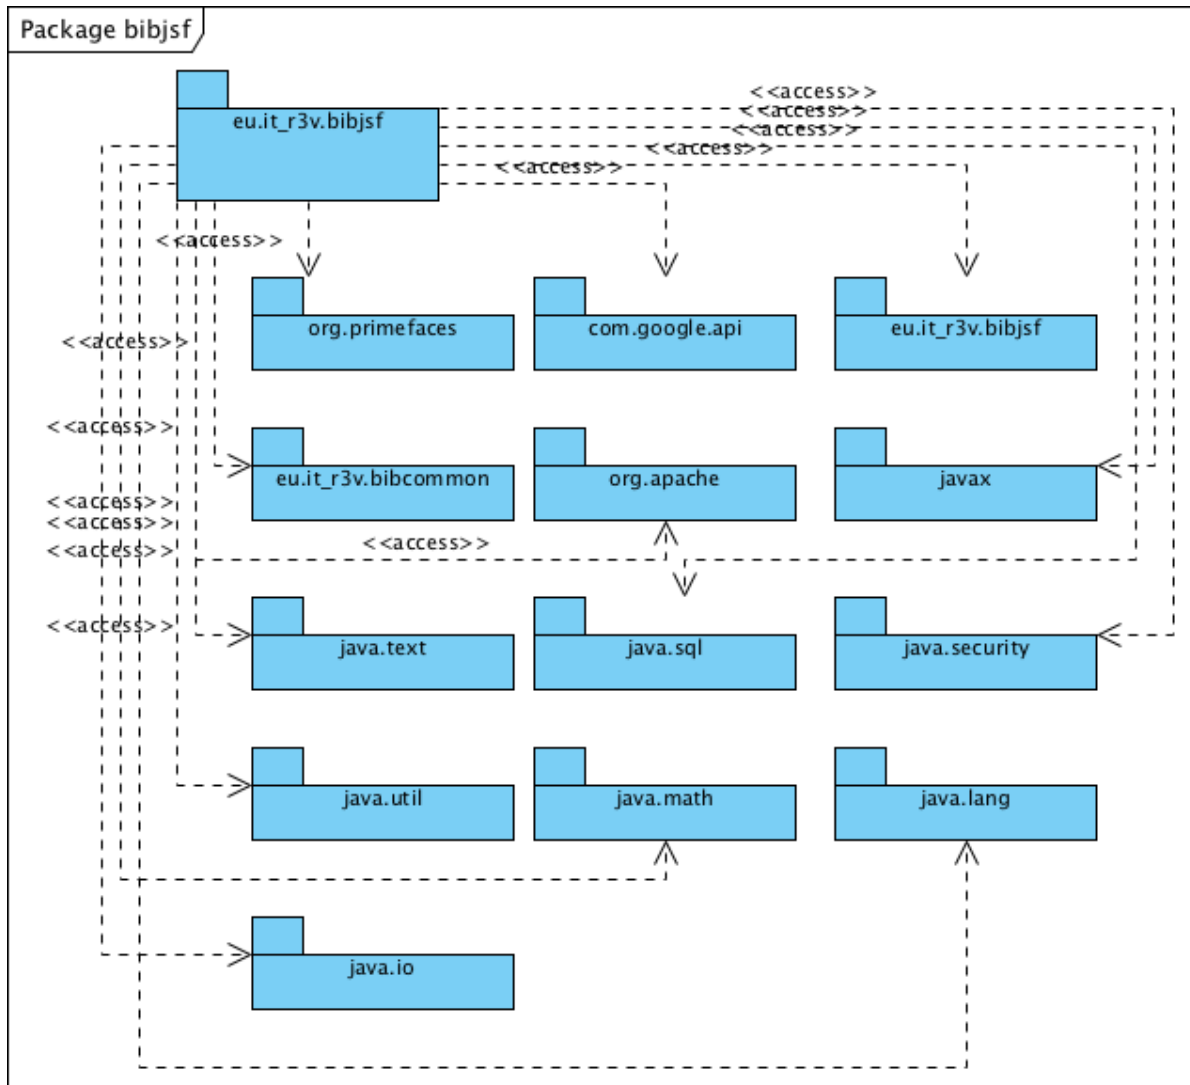 Package bibjsf
<<access>>
<<access>>
eu.it_r3v.bibjsf
<<access>>
<<access>>
<<access>>
<<access>>
org.primefaces
com.google.api
eu.it_r3v.bibjsf
<<access>>
<<access>>
eu.it_r3v.bibcommon
org.apache
javax
<<access>>
<<access>>
<<access>>
<<access>>
<<access>>
java.text
java.sql
java.security
java.util
java.math
java.lang
java.io